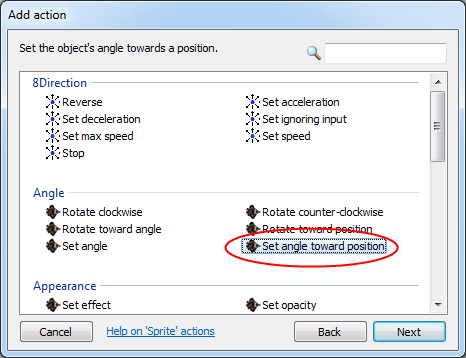 Add action
Set the object's angle towards a position.
8Direction
Reverse Set acceleration
Set deceleration Set ignoring input
Set max speed Set speed
Stop
Angle
Rotate clockwise Rotate counter-clockwise
Rotate toward angle Rotate toward position
Set angle Set angle toward position
Appearance
Set effect Set opacity
Cancel Help on 'Sprite' actions Back Next